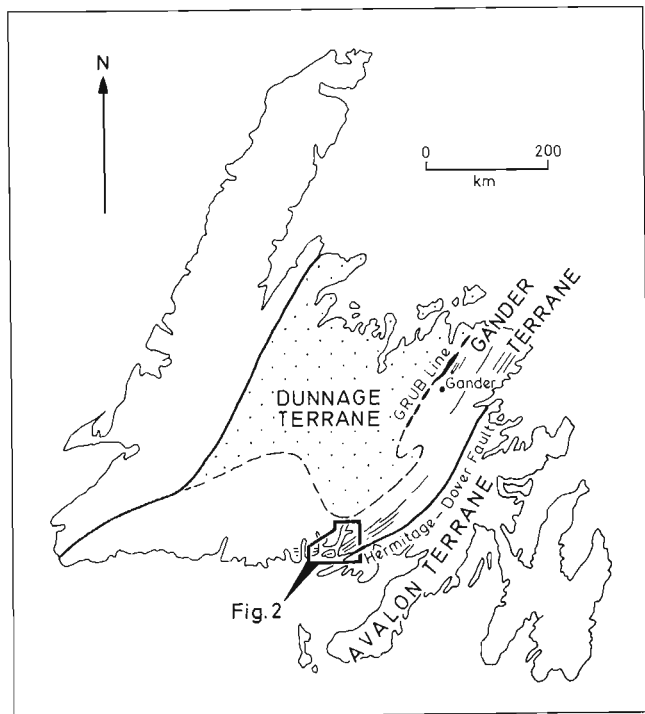 N
0 200
km
GANDER
TERRANE
GRUB Line
Gander
DUNNAGE
TERRANE
Hermitage - Dover Fault
AVALON TERRANE
Fig. 2